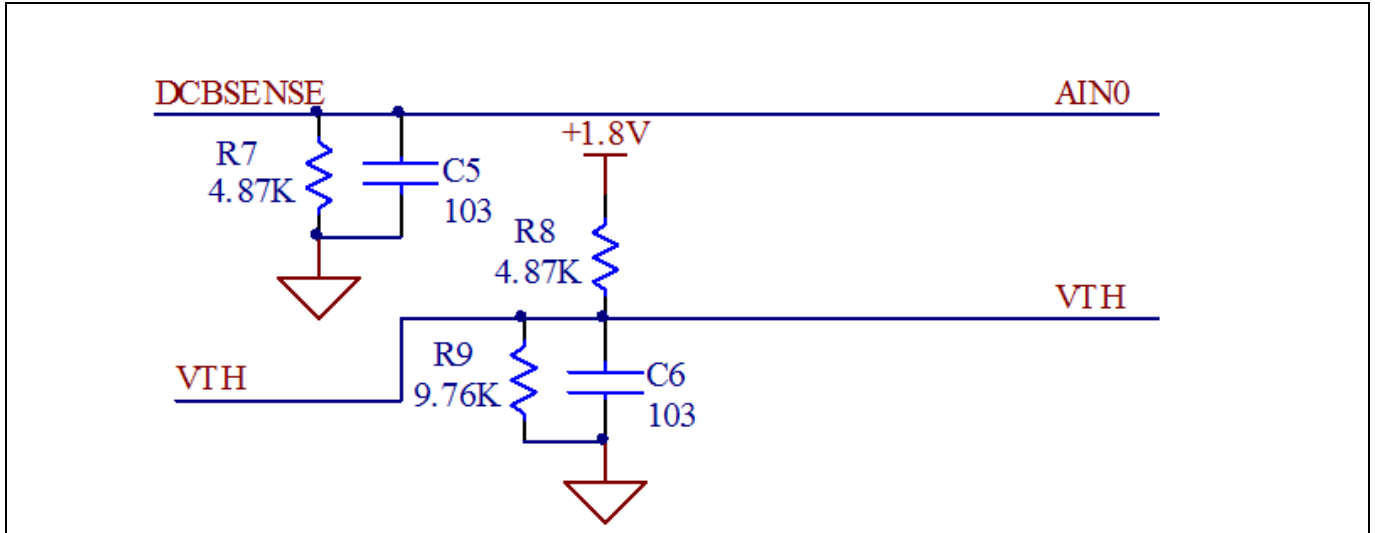 DCBSENSE
AIN0
+1.8V
R7
4.87K
C5
103
R8
4.87K
VTH
VTH
R9
9.76K
C6
103